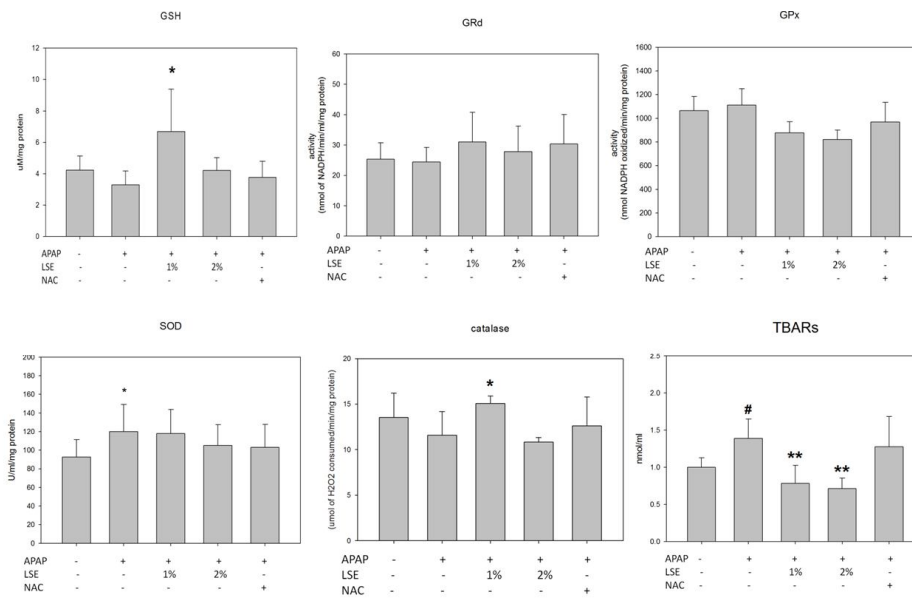 GSH
12
10
8
6
4
2
0
uM/mg protein
*
APAP - + + + +
LSE - - 1% 2% -
NAC - - - - +
GRd
60
50
40
30
20
10
0
activity
(nmol of NADPH/min/ml/mg protein)
APAP - + + + +
LSE - - 1% 2% -
NAC - - - - +
GPx
1600
1400
1200
1000
800
600
400
200
0
activity
(nmol NADPH oxidized/min/mg protein)
APAP - + + + +
LSE - - 1% 2% -
NAC - - - - +
SOD
200
180
160
140
120
100
80
60
40
20
0
U/ml/mg protein
*
APAP - + + + +
LSE - - 1% 2% -
NAC - - - - +
catalase
20
15
10
5
0
(umol of H2O2 consumed/min/mg protein)
*
APAP - + + + +
LSE - - 1% 2% -
NAC - - - - +
TBARs
2.5
2.0
1.5
1.0
0.5
0.0
nmol/ml
#
**
**
APAP - + + + +
LSE - - 1% 2% -
NAC - - - - +